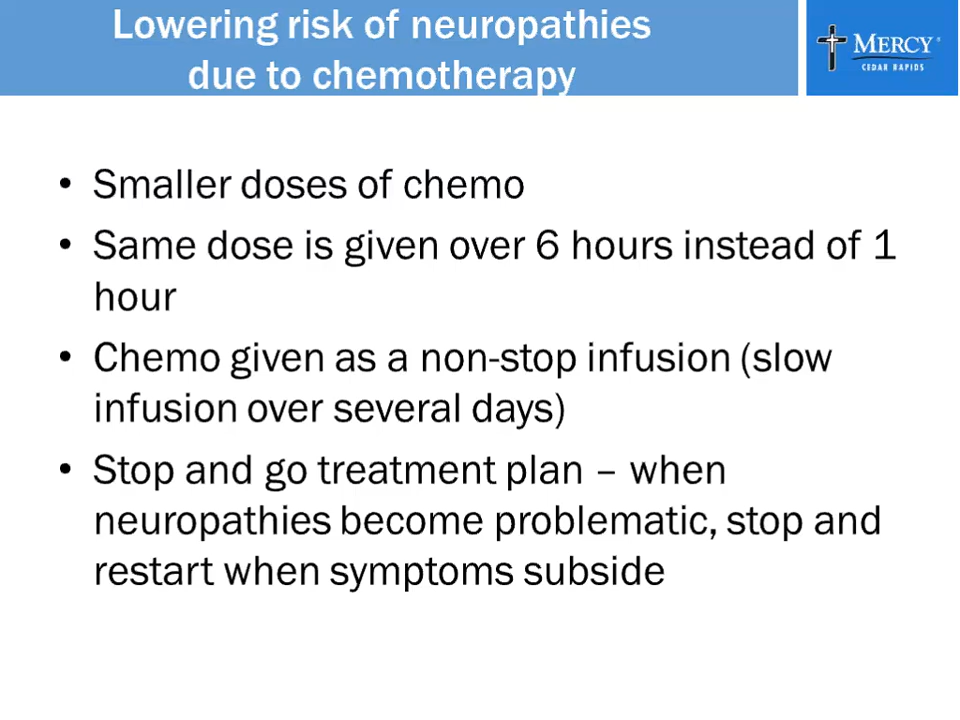 Lowering risk of neuropathies
due to chemotherapy
MERCY®
CEDAR RAPIDS
• Smaller doses of chemo
• Same dose is given over 6 hours instead of 1
hour
• Chemo given as a non-stop infusion (slow
infusion over several days)
• Stop and go treatment plan – when
neuropathies become problematic, stop and
restart when symptoms subside